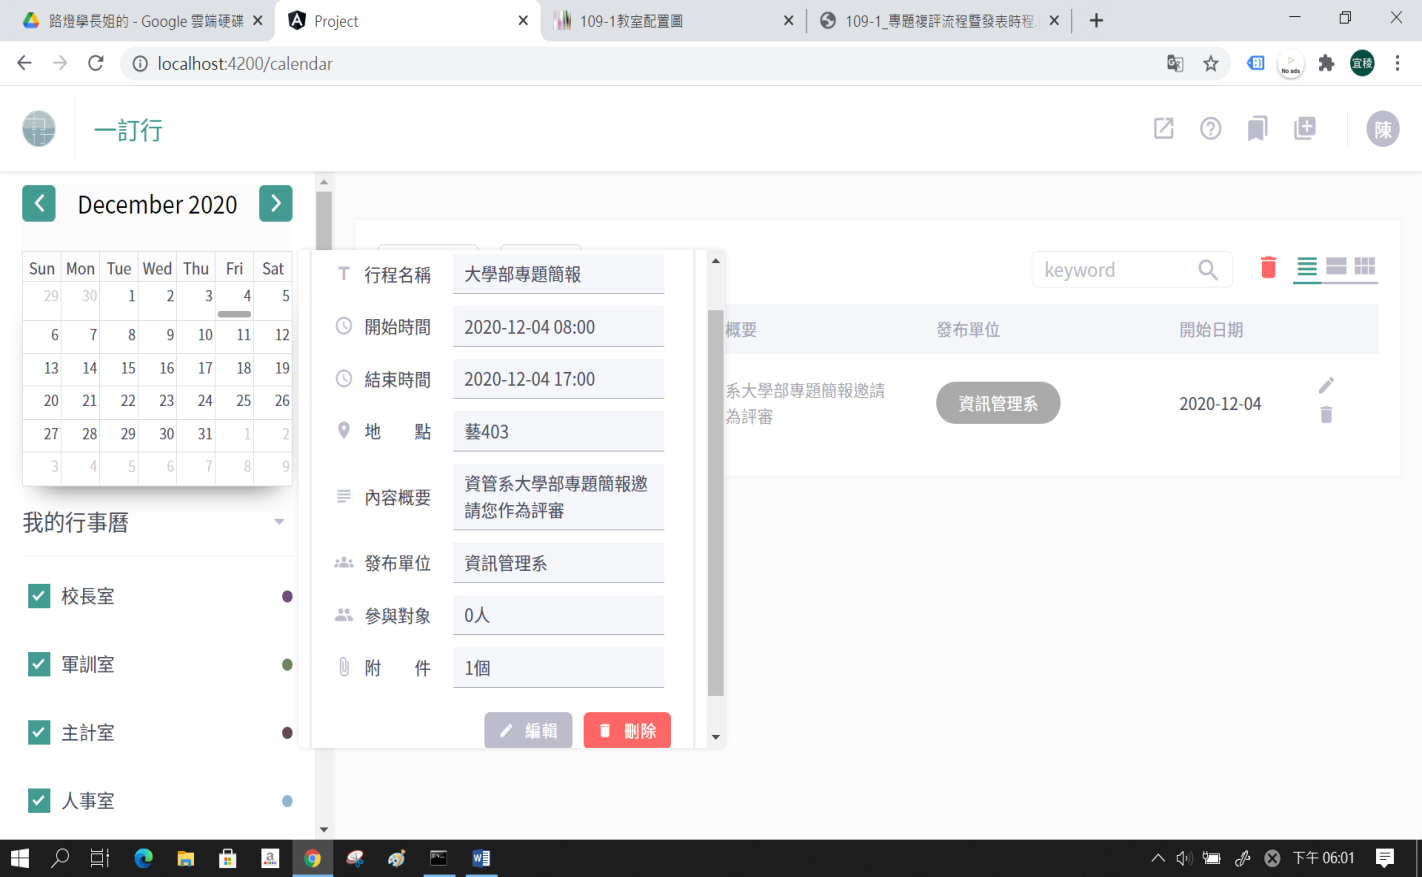 路燈學長姐的 - Google 雲端硬碟
Project
109-1教室配置圖
109-1_專題複評流程暨發表時程
localhost:4200/calendar
No ads
宜稜
一訂行
陳
December 2020
Sun Mon Tue Wed Thu Fri Sat
29 30 1 2 3 4 5
6 7 8 9 10 11 12
13 14 15 16 17 18 19
20 21 22 23 24 25 26
27 28 29 30 31 1 2
3 4 5 6 7 8 9
我的行事曆
校長室
軍訓室
主計室
人事室
行程名稱 大學部專題簡報
開始時間 2020-12-04 08:00
結束時間 2020-12-04 17:00
地 點 藝403
內容概要 資管系大學部專題簡報邀
請您作為評審
發布單位 資訊管理系
參與對象 0人
附 件 1個
編輯 刪除
keyword
概要 發布單位 開始日期
系大學部專題簡報邀請
為評審
資訊管理系 2020-12-04
下午 06:01